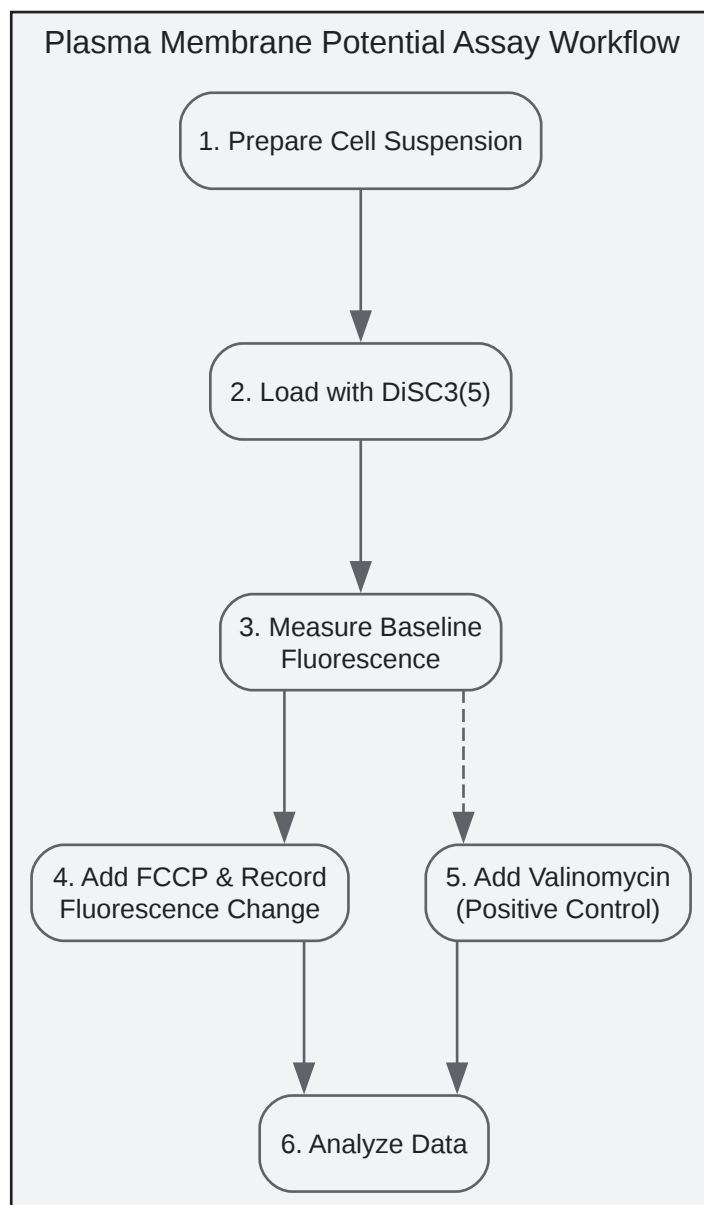 Plasma Membrane Potential Assay Workflow
1. Prepare Cell Suspension
2. Load with DiSC3(5)
3. Measure Baseline
Fluorescence
4. Add FCCP & Record
Fluorescence Change
5. Add Valinomycin
(Positive Control)
6. Analyze Data